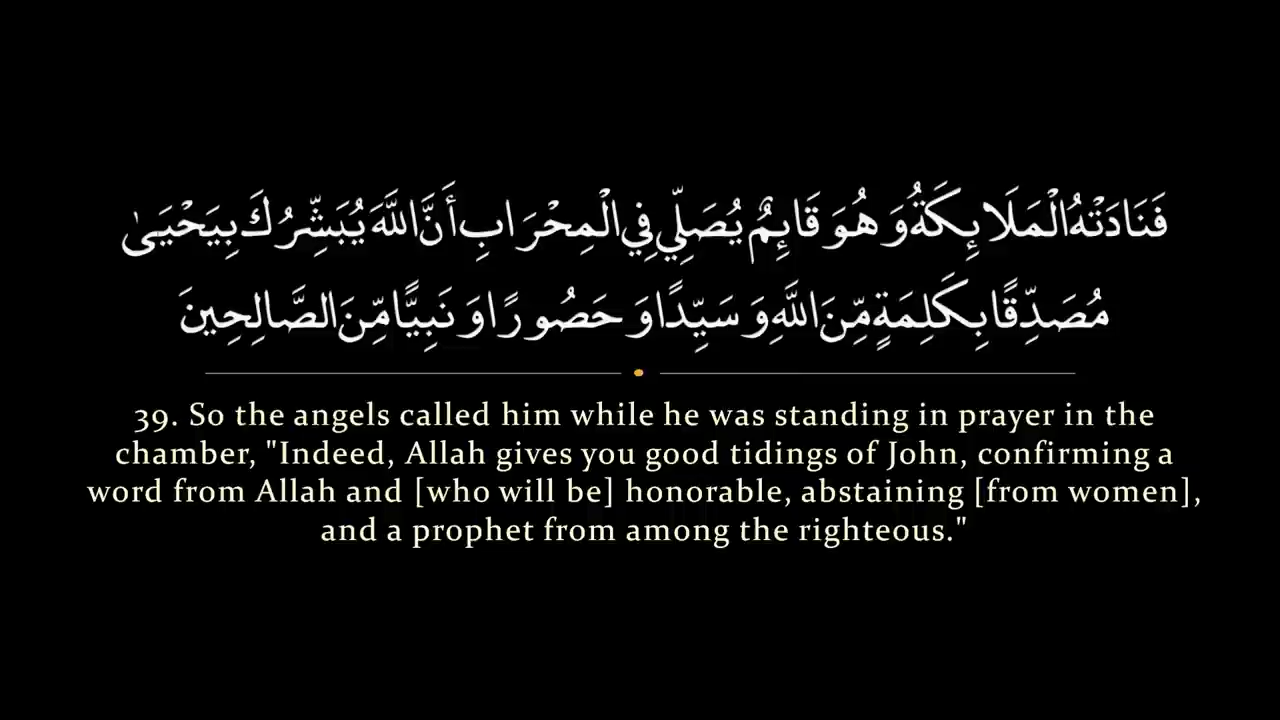 فَنَادَتْهُ الْمَلَائِكَةُ وَهُوَ قَائِمٌ يُصَلِّي فِي الْمِحْرَابِ أَنَّ اللَّهَ يُبَشِّرُكَ بِيَحْيَىٰ
مُصَدِّقًا بِكَلِمَةٍ مِّنَ اللَّهِ وَسَيِّدًا وَحَصُورًا وَنَبِيًّا مِّنَ الصَّالِحِينَ
39. So the angels called him while he was standing in prayer in the
chamber, "Indeed, Allah gives you good tidings of John, confirming a
word from Allah and [who will be] honorable, abstaining [from women],
and a prophet from among the righteous."